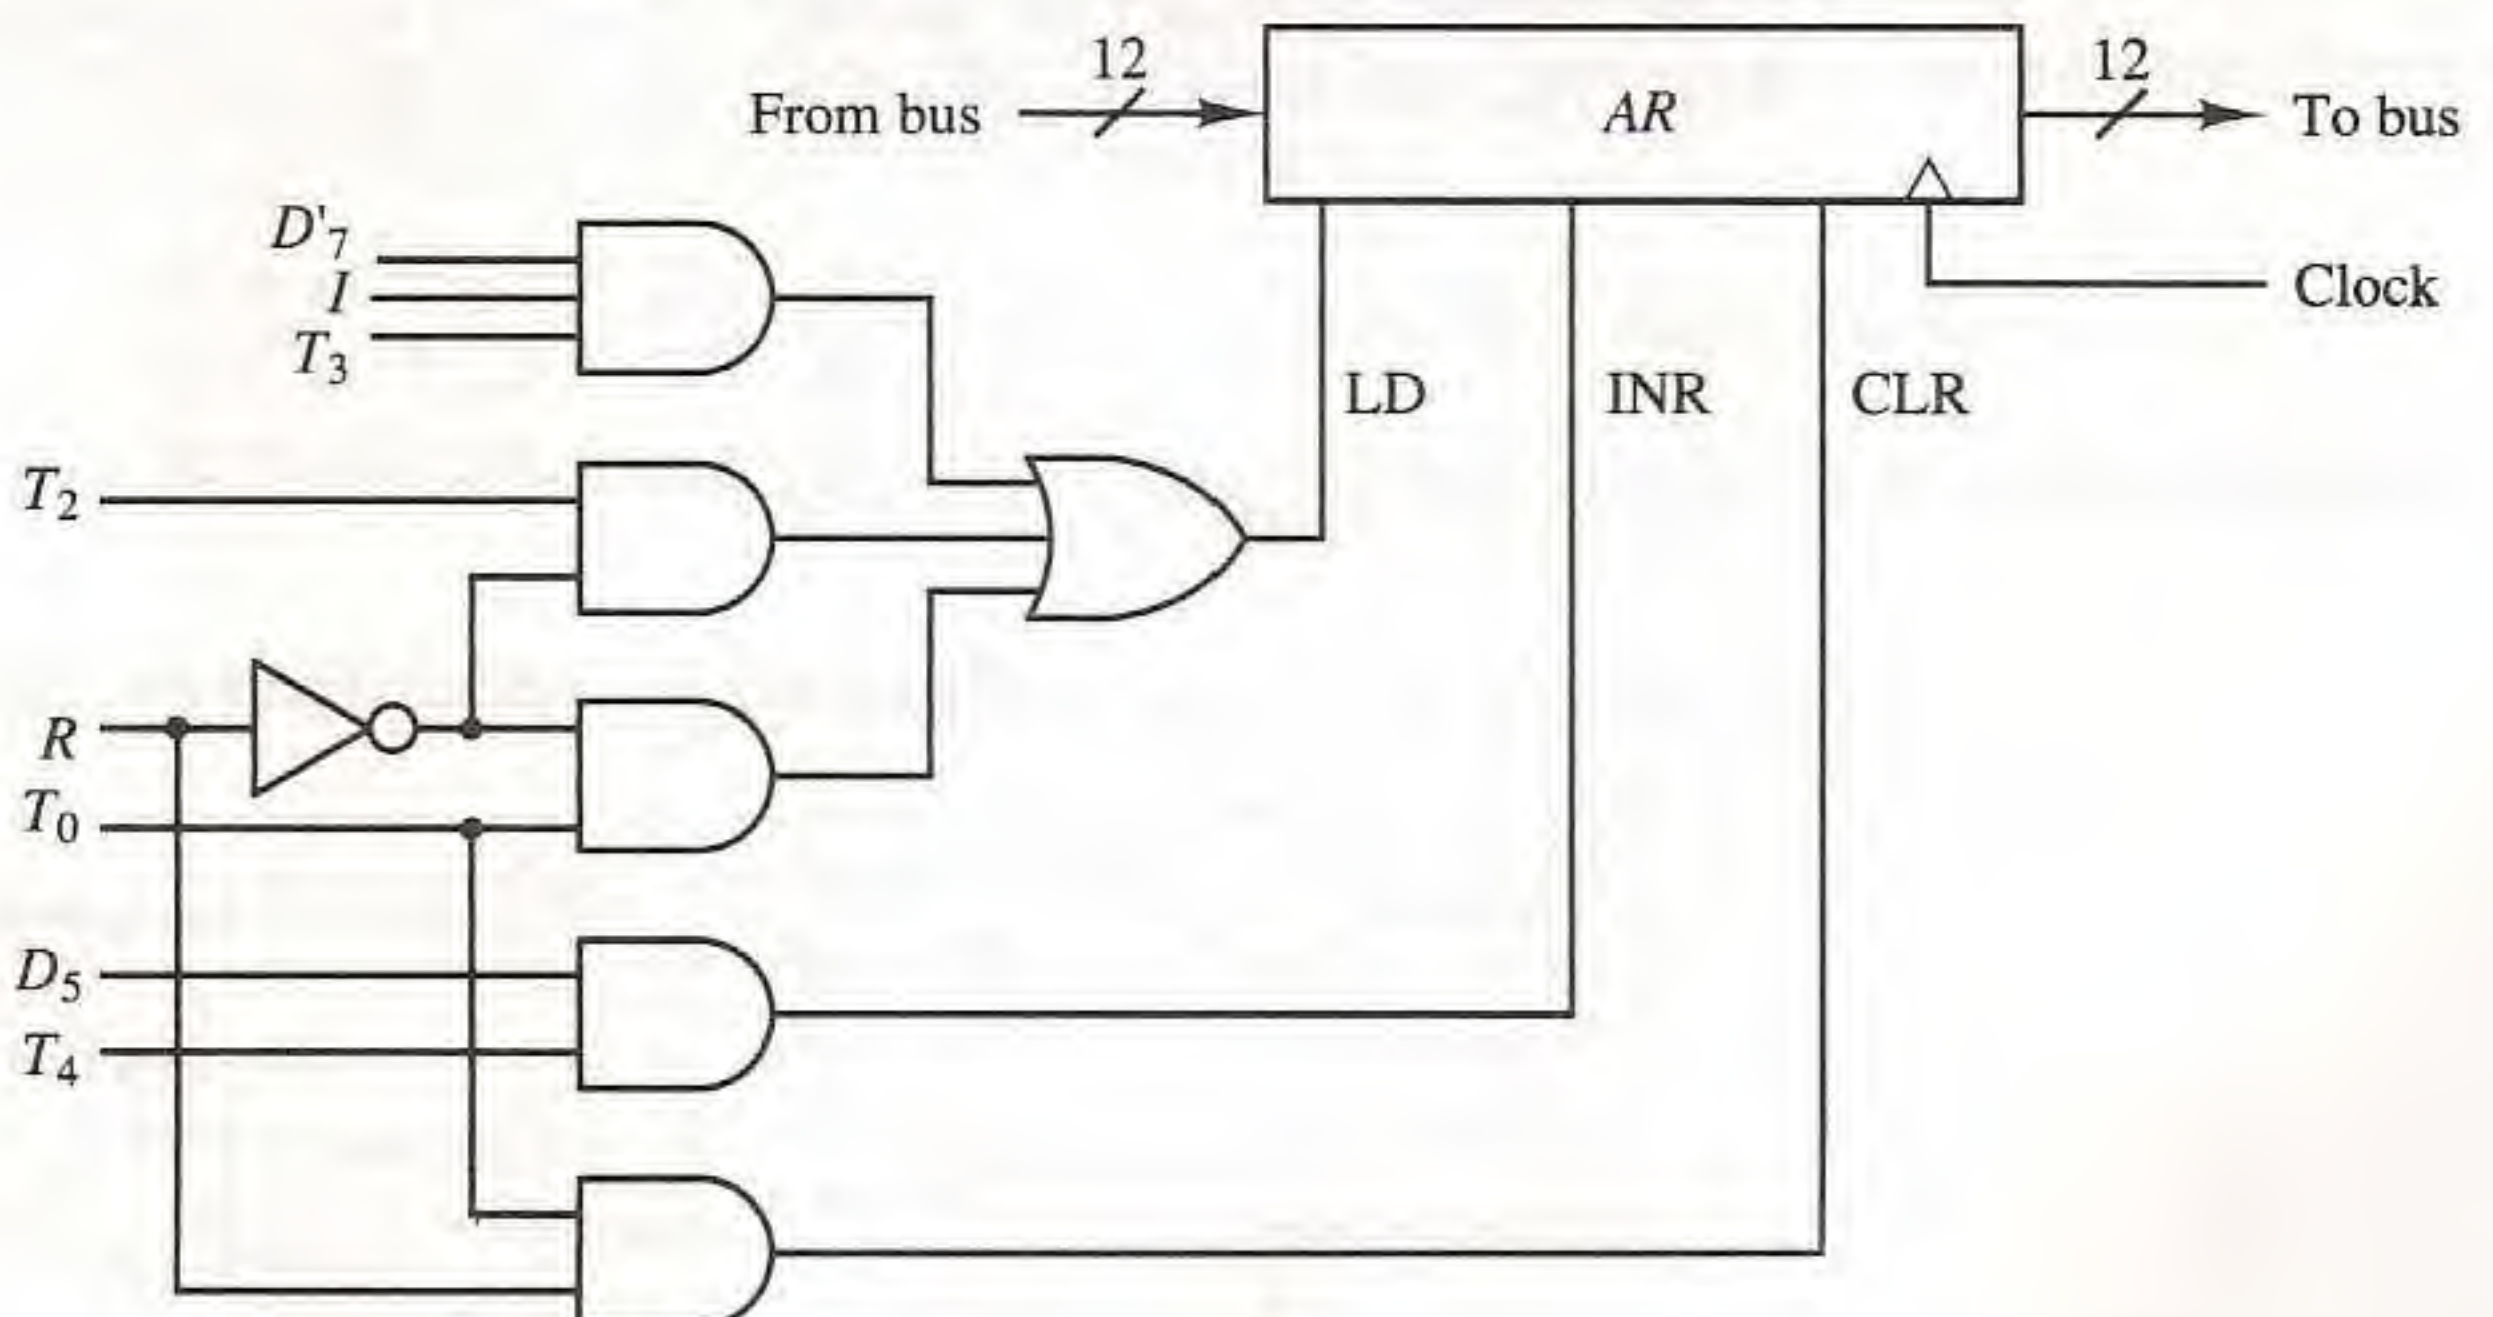 12
12
From bus
AR
To bus
D'7
I
T3
Clock
LD
INR
CLR
T2
R
T0
D5
T4